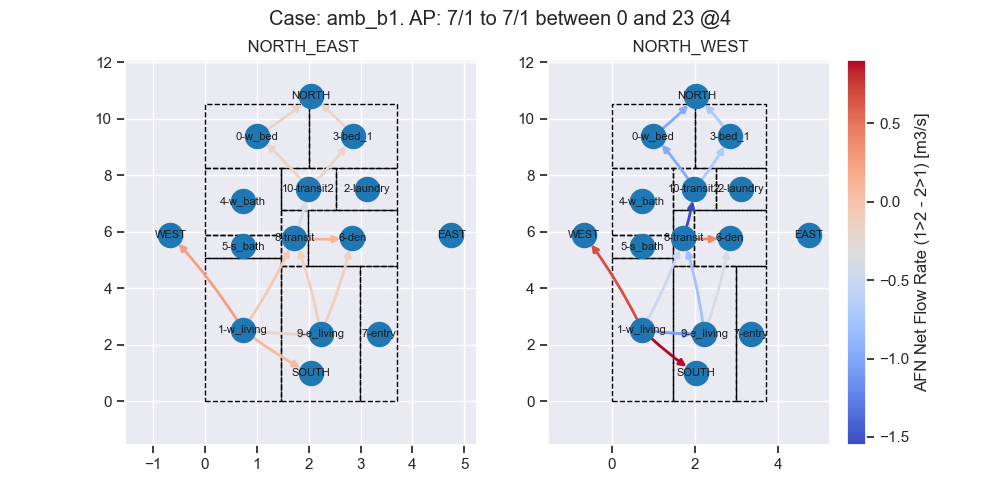 Case: amb_b1. AP: 7/1 to 7/1 between 0 and 23 @4
NORTH_EAST
12
10
8
6
4
2
0
−1
0
1
2
3
4
5
NORTH
0-w_bed
3-bed_1
10-transit2
2-laundry
4-w_bath
WEST
5-s_bath
8-transit
6-den
EAST
1-w_living
9-e_living
7-entry
SOUTH
NORTH_WEST
12
10
8
6
4
2
0
0
2
4
NORTH
0-w_bed
3-bed_1
10-transit2
2-laundry
4-w_bath
WEST
5-s_bath
8-transit
6-den
EAST
1-w_living
9-e_living
7-entry
SOUTH
0.5
0.0
−0.5
−1.0
−1.5
AFN Net Flow Rate (1>2 - 2>1) [m3/s]